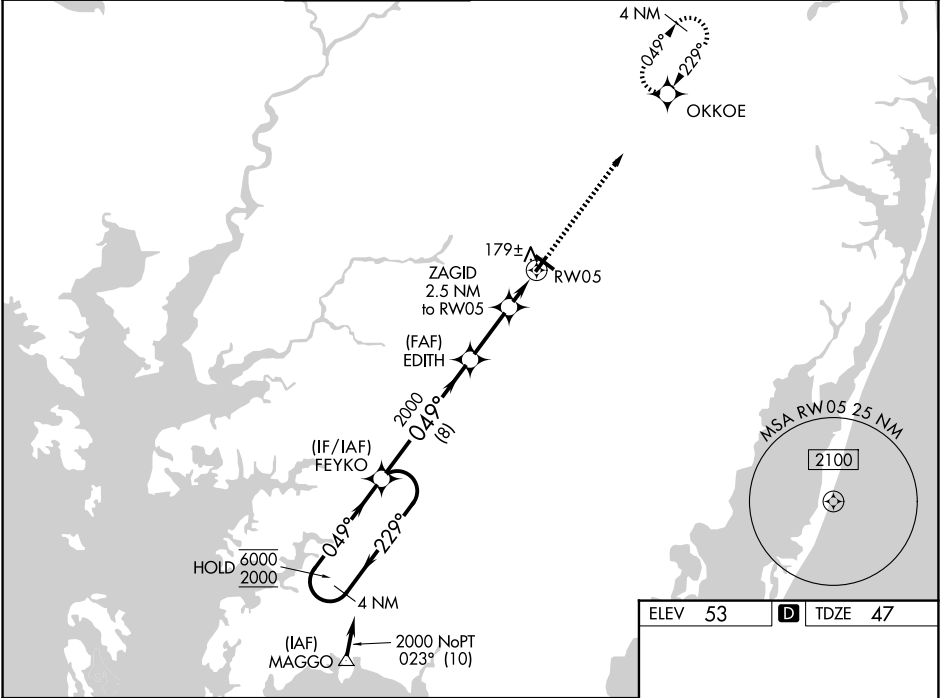 4 NM
049°
229°
OKKOE
179±
RW05
ZAGID
2.5 NM
to RW05
(FAF)
EDITH
2000
049°
(8)
(IF/IAF)
FEYKO
MSA RW05 25 NM
2100
049°
229°
HOLD 6000
2000
4 NM
(IAF)
MAGGO
2000 NoPT
023° (10)
ELEV 53 D TDZE 47